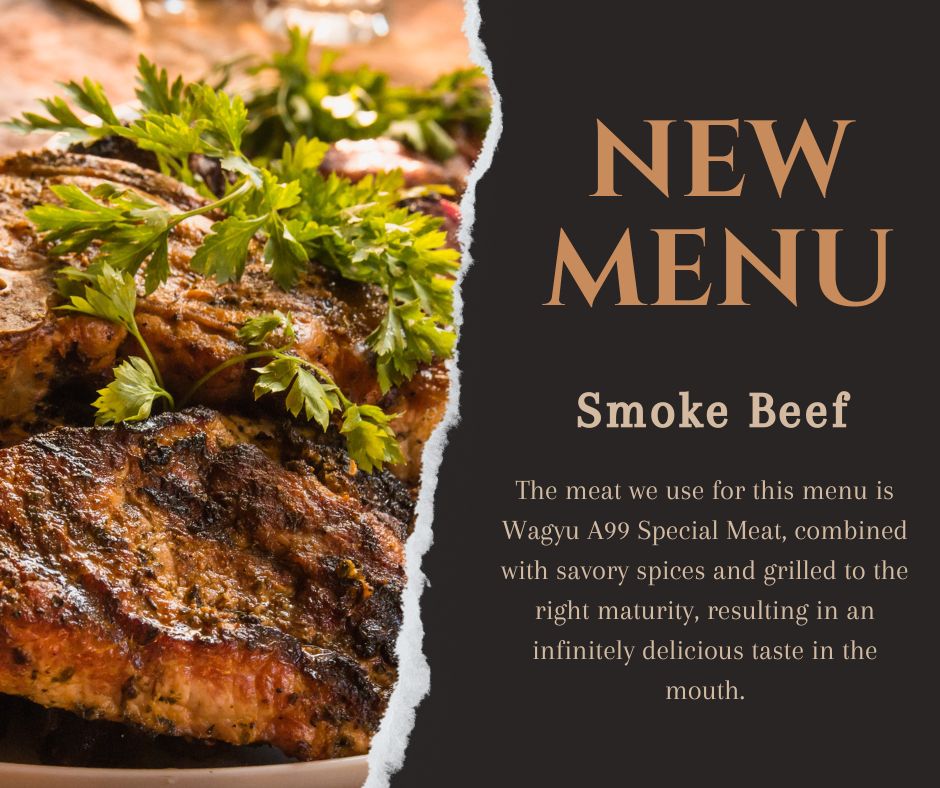 NEW
MENU
Smoke Beef
The meat we use for this menu is
Wagyu A99 Special Meat, combined
with savory spices and grilled to the
right maturity, resulting in an
infinitely delicious taste in the
mouth.